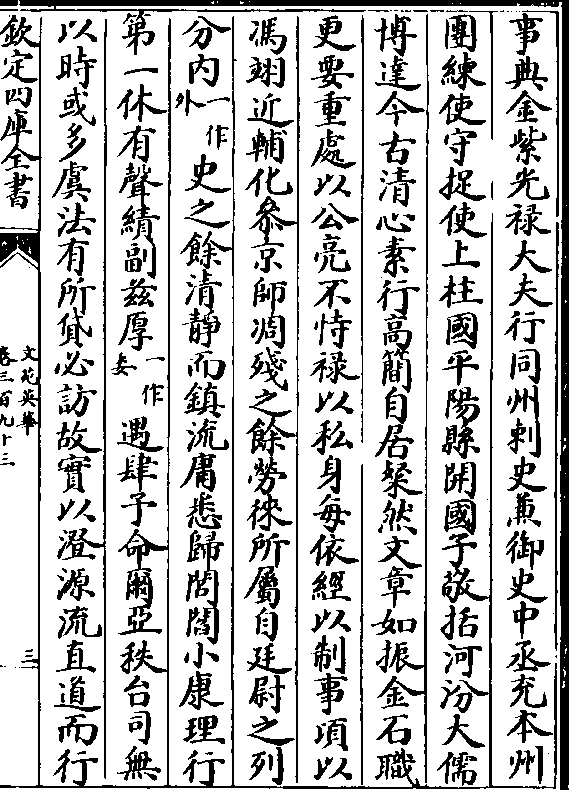 事典金紫光禄大夫行同州刺史兼御史中丞充本州
團練使守捉使上柱國平陽縣開國子敬括河汾大儒
博達今古清心素行高簡自居粲然文章如振金石職
更要重處以公亮不恃禄以私身每依經以制事項以
馮翊近輔化參京師凋殘之餘勞徠所屬自廷尉之列
分内一作外史之餘清静而鎮流庸悉歸閭閻小康理行
第一休有聲績副兹厚一作委遇肆予命爾亞秩台司無
以時或多虞法有所貸必訪故實以澄源流直道而行
欽定四庫全書
文苑英華
卷三百九十三
三